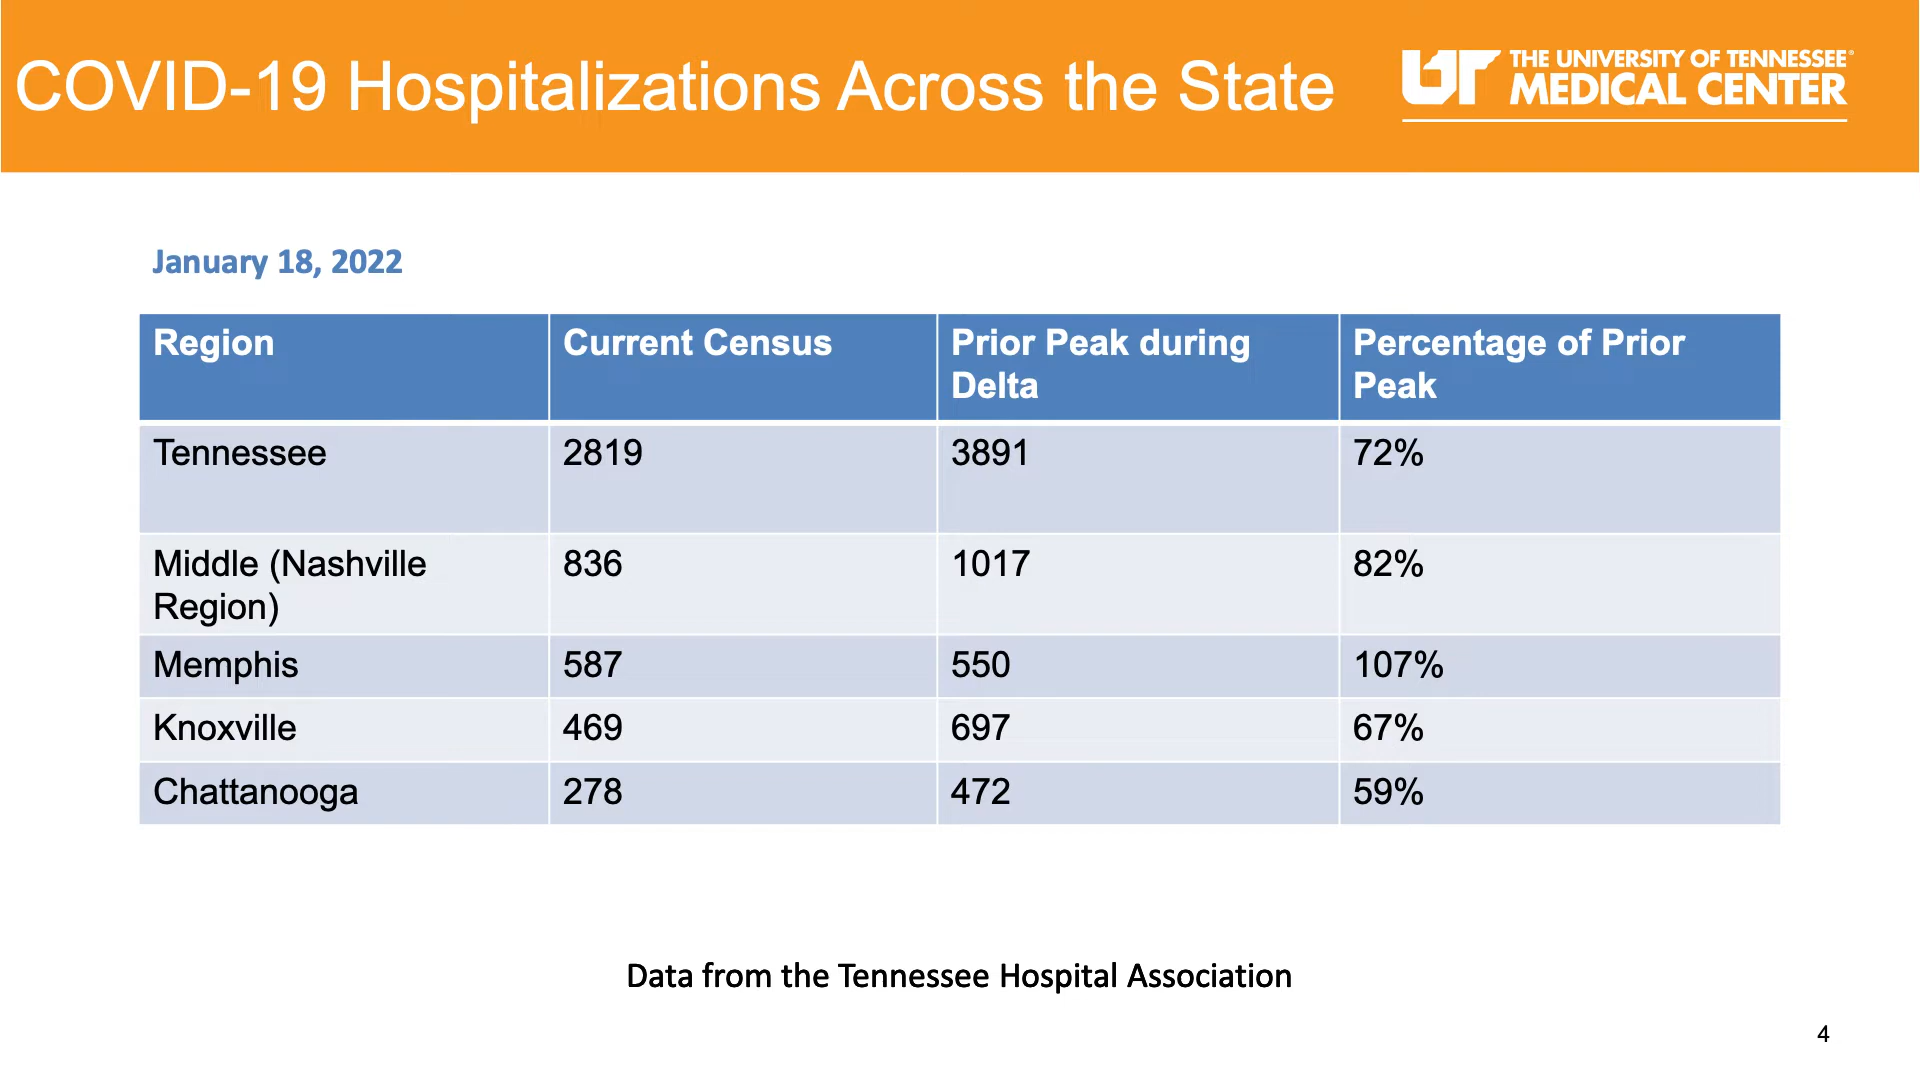 COVID-19 Hospitalizations Across the State
UT THE UNIVERSITY OF TENNESSEE®
MEDICAL CENTER
January 18, 2022
Region Current Census Prior Peak during Percentage of Prior
Delta Peak
Tennessee 2819 3891 72%
Middle (Nashville 836 1017 82%
Region)
Memphis 587 550 107%
Knoxville 469 697 67%
Chattanooga 278 472 59%
Data from the Tennessee Hospital Association
4